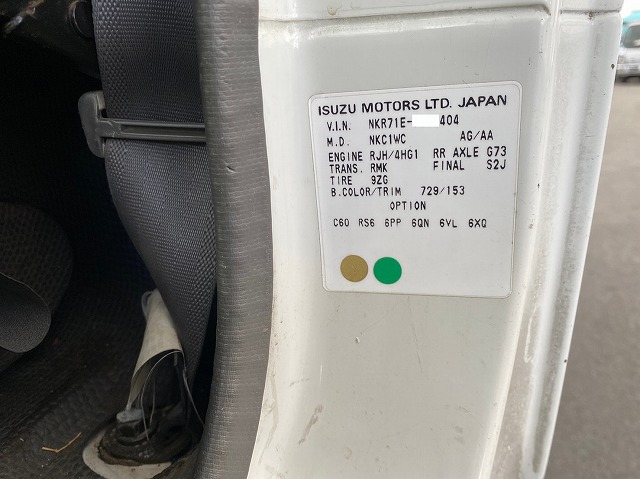 ISUZU MOTORS LTD. JAPAN
V.I.N. NKR71E- 404
M.D. NKC1WC AG/AA
ENGINE RJH/4HG1 RR AXLE G73
TRANS. RMK FINAL S2J
TIRE 9ZG
B.COLOR/TRIM 729/153
OPTION
C60 RS6 6PP 6QN 6VL 6XQ